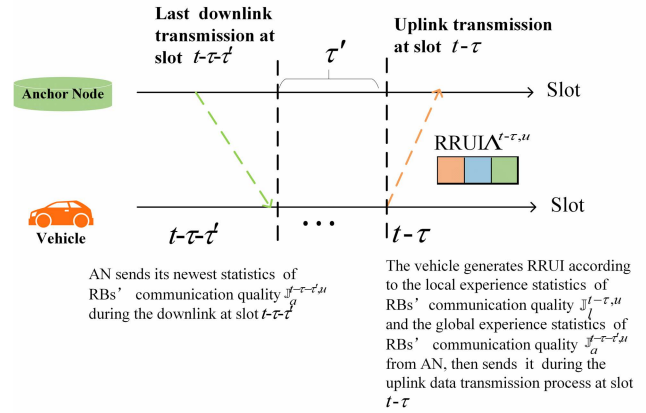 Last downlink
transmission at
slot t-τ-τ'
Uplink transmission
at slot t-τ
τ'
Anchor Node
Slot
RRUIΛ^{t-τ,u}
Slot
Vehicle
t-τ-τ'
...
t-τ
AN sends its newest statistics of
RBs' communication quality 𝕁_a^{t-τ-τ',u}
during the downlink at slot t-τ-τ'
The vehicle generates RRUI according
to the local experience statistics of
RBs' communication quality 𝕁_l^{t-τ,u}
and the global experience statistics of
RBs' communication quality 𝕁_a^{t-τ-τ',u}
from AN, then sends it during the
uplink data transmission process at slot
t-τ